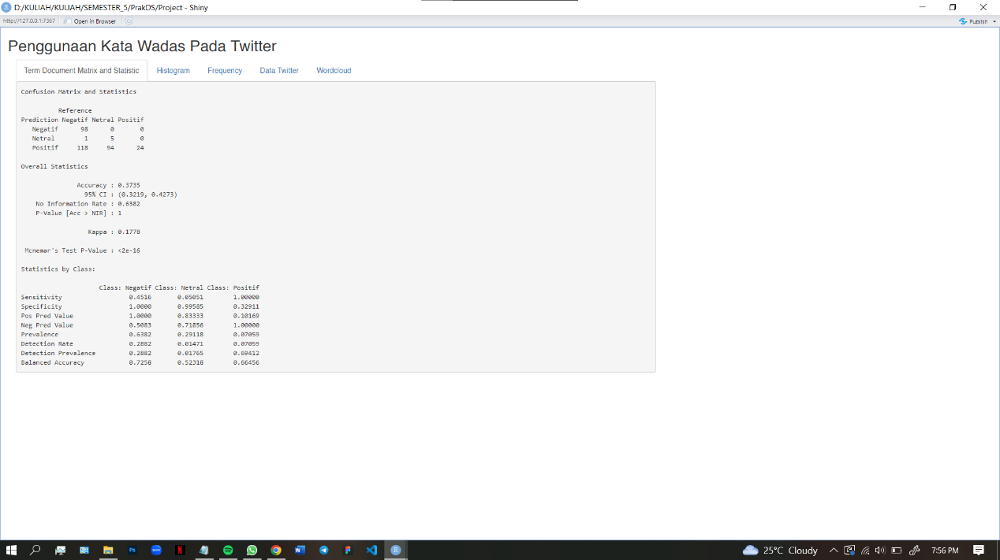 D:/KULIAH/KULIAH/SEMESTER_5/PrakDS/Project - Shiny
http://127.0.0.1:7367 Open in Browser Publish
Penggunaan Kata Wadas Pada Twitter
Term Document Matrix and Statistic Histogram Frequency Data Twitter Wordcloud
Confusion Matrix and Statistics
Reference
Prediction Negatif Netral Positif
Negatif 98 0 0
Netral 1 5 0
Positif 118 94 24
Overall Statistics
Accuracy : 0.3735
95% CI : (0.3219, 0.4273)
No Information Rate : 0.6382
P-Value [Acc > NIR] : 1
Kappa : 0.1778
Mcnemar's Test P-Value : <2e-16
Statistics by Class:
Class: Negatif Class: Netral Class: Positif
Sensitivity 0.4516 0.05051 1.00000
Specificity 1.0000 0.99585 0.32911
Pos Pred Value 1.0000 0.83333 0.10169
Neg Pred Value 0.5083 0.71856 1.00000
Prevalence 0.6382 0.29118 0.07059
Detection Rate 0.2882 0.01471 0.07059
Detection Prevalence 0.2882 0.01765 0.69412
Balanced Accuracy 0.7258 0.52318 0.66456
25°C Cloudy 7:56 PM